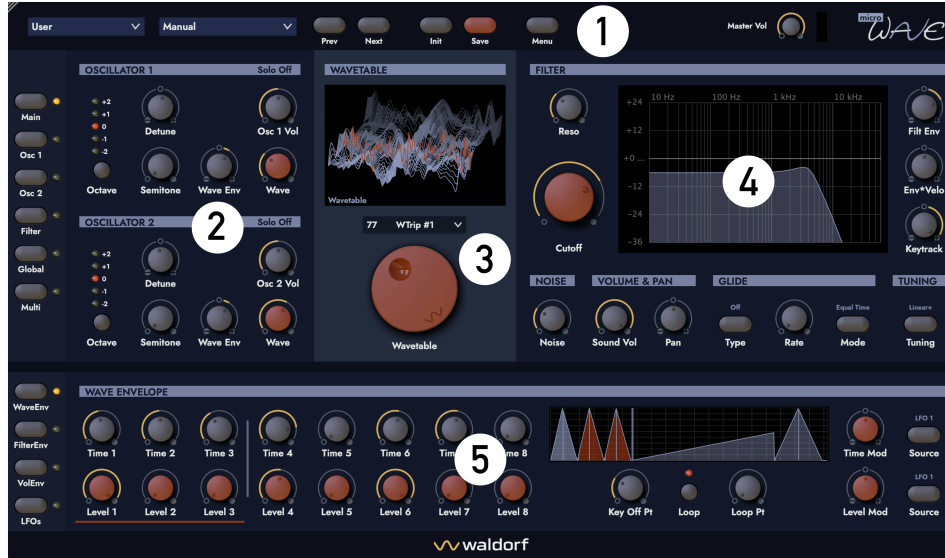 User
Manual
Prev
Next
Init
Save
Menu
1
Master Vol
micro
WAVE
OSCILLATOR 1
Solo Off
WAVETABLE
FILTER
Main
Osc 1
Osc 2
Filter
Global
Multi
+2
+1
0
-1
-2
Octave
Detune
Osc 1 Vol
Semitone
Wave Env
Wave
OSCILLATOR 2
Solo Off
2
+2
+1
0
-1
-2
Octave
Detune
Osc 2 Vol
Semitone
Wave Env
Wave
Wavetable
77 WTrip #1
3
Wavetable
Reso
Cutoff
10 Hz 100 Hz 1 kHz 10 kHz
+24
+12
+0 ...
-12
-24
-36
4
Filt Env
Env*Velo
Keytrack
NOISE
VOLUME & PAN
GLIDE
TUNING
Off
Equal Time
Linear+
Noise
Sound Vol
Pan
Type
Rate
Mode
Tuning
WaveEnv
FilterEnv
VolEnv
LFOs
WAVE ENVELOPE
Time 1
Time 2
Time 3
Time 4
Time 5
Time 6
Tim
8
5
Level 1
Level 2
Level 3
Level 4
Level 5
Level 6
Level 7
Level 8
Key Off Pt
Loop
Loop Pt
Time Mod
LFO 1
Source
Level Mod
LFO 1
Source
waldorf